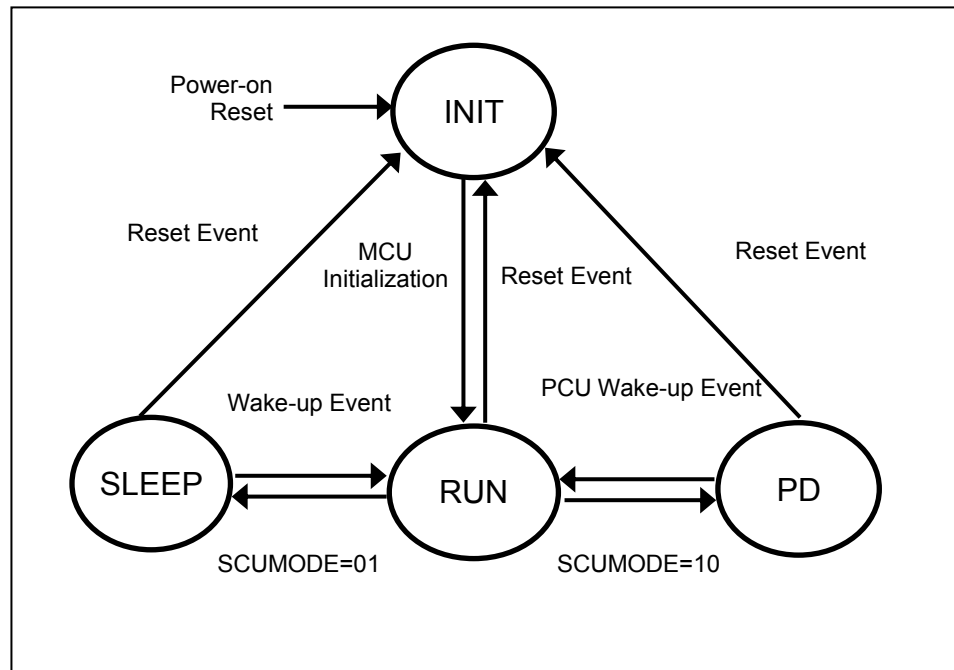 INIT
Power-on
Reset
Reset Event
MCU
Initialization
Reset Event
Reset Event
Wake-up Event
PCU Wake-up Event
SLEEP
RUN
PD
SCUMODE=01
SCUMODE=10